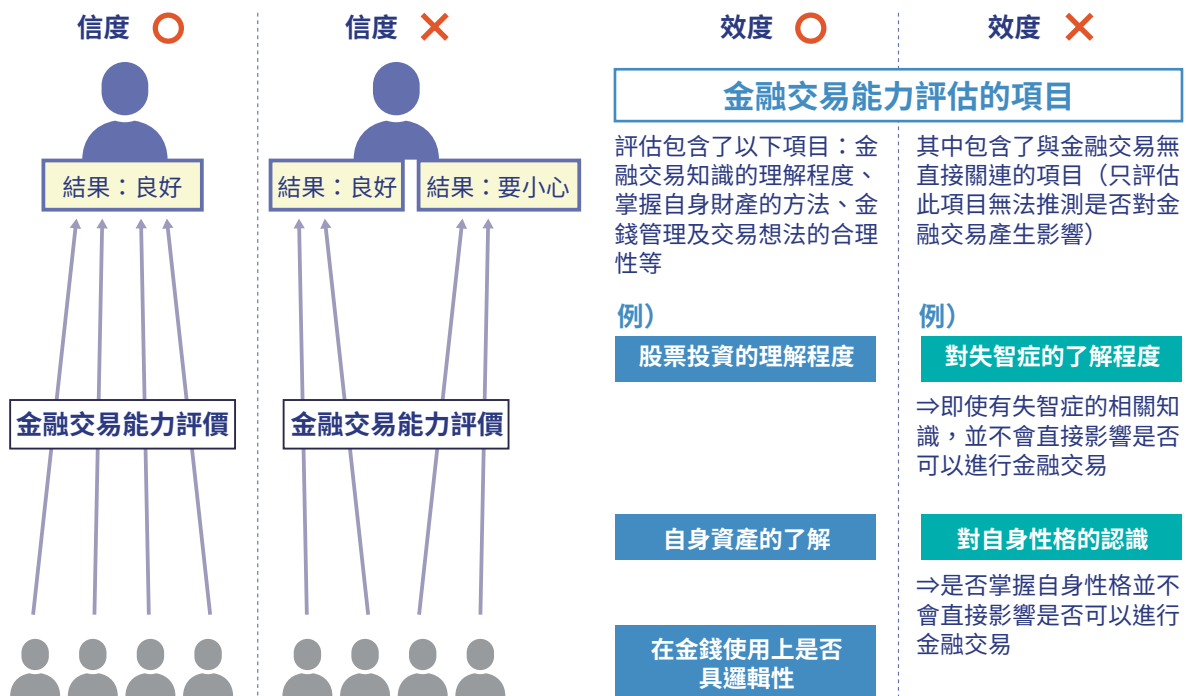 信度
結果：良好
金融交易能力評價
信度
結果：良好
結果：要小心
金融交易能力評價
效度
效度
金融交易能力評估的項目
評估包含了以下項目：金
融交易知識的理解程度、
掌握自身財產的方法、金
錢管理及交易想法的合理
性等
例）
股票投資的理解程度
自身資產的了解
在金錢使用上是否
具邏輯性
其中包含了與金融交易無
直接關連的項目（只評估
此項目無法推測是否對金
融交易產生影響）
例）
對失智症的了解程度
⇒即使有失智症的相關知
識，並不會直接影響是否
可以進行金融交易
對自身性格的認識
⇒是否掌握自身性格並不
會直接影響是否可以進行
金融交易